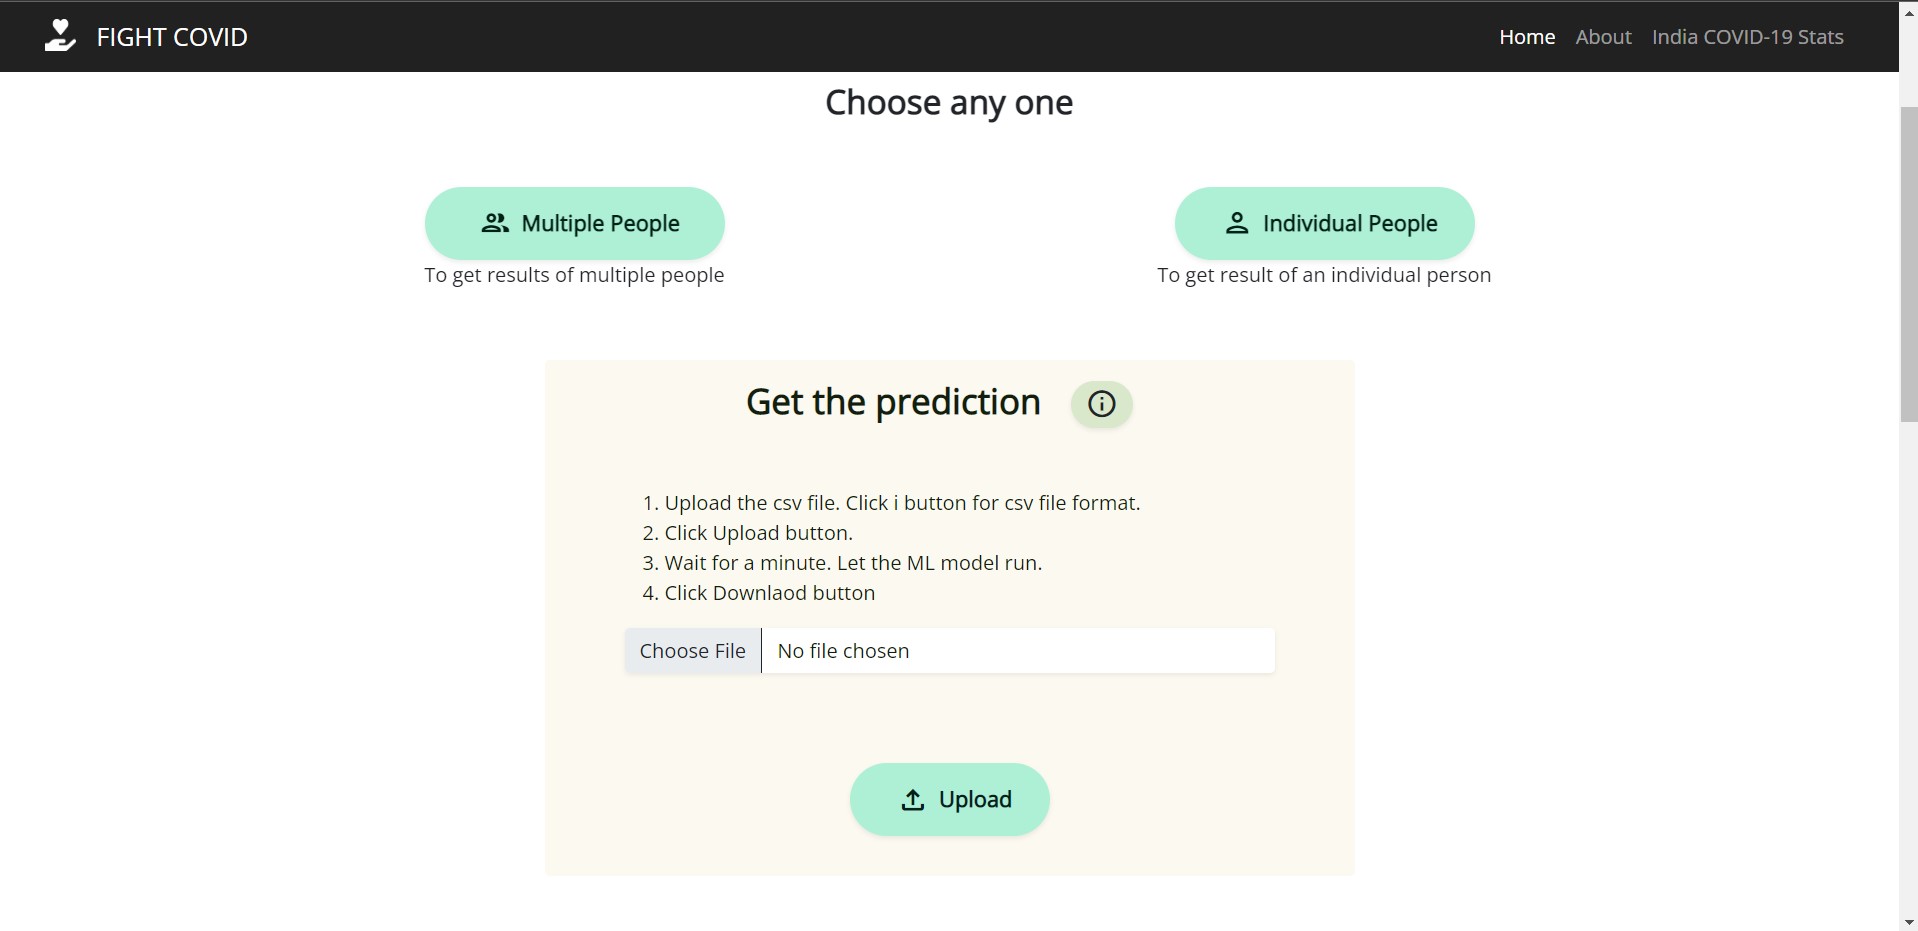 FIGHT COVID
Home About India COVID-19 Stats
Choose any one
Multiple People
To get results of multiple people
Individual People
To get result of an individual person
Get the prediction
1. Upload the csv file. Click i button for csv file format.
2. Click Upload button.
3. Wait for a minute. Let the ML model run.
4. Click Downlaod button
Choose File No file chosen
Upload